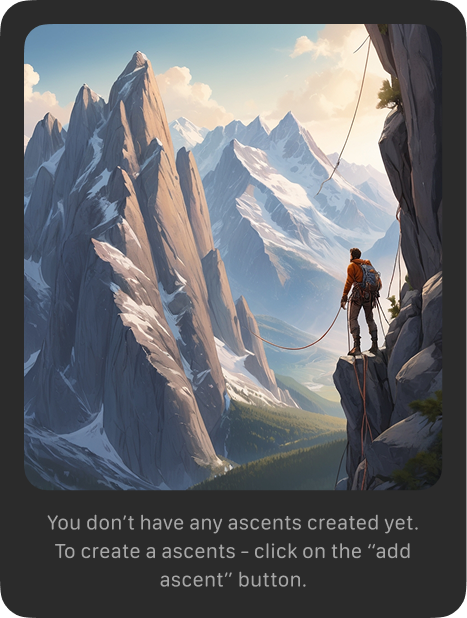 You don’t have any ascents created yet.
To create a ascents - click on the “add
ascent” button.